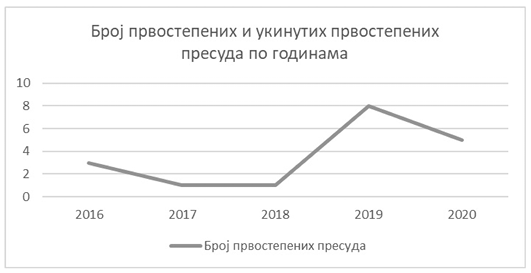 Број првостепених и укинутих првостепених
пресуда по годинама
10
8
6
4
2
0
2016 2017 2018 2019 2020
Број првостепених пресуда